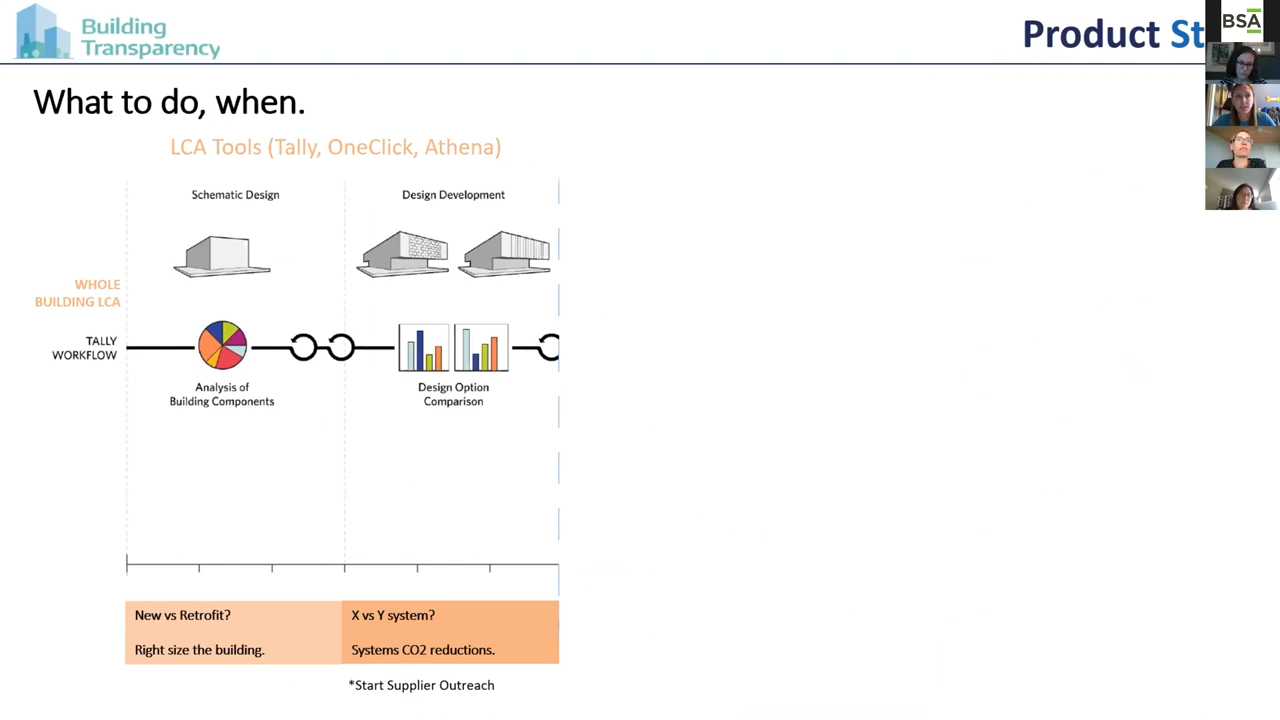 Building
Transparency
Product St
BSA
What to do, when.
LCA Tools (Tally, OneClick, Athena)
Schematic Design
Design Development
WHOLE
BUILDING LCA
TALLY
WORKFLOW
Analysis of
Building Components
Design Option
Comparison
New vs Retrofit?
Right size the building.
X vs Y system?
Systems CO2 reductions.
*Start Supplier Outreach